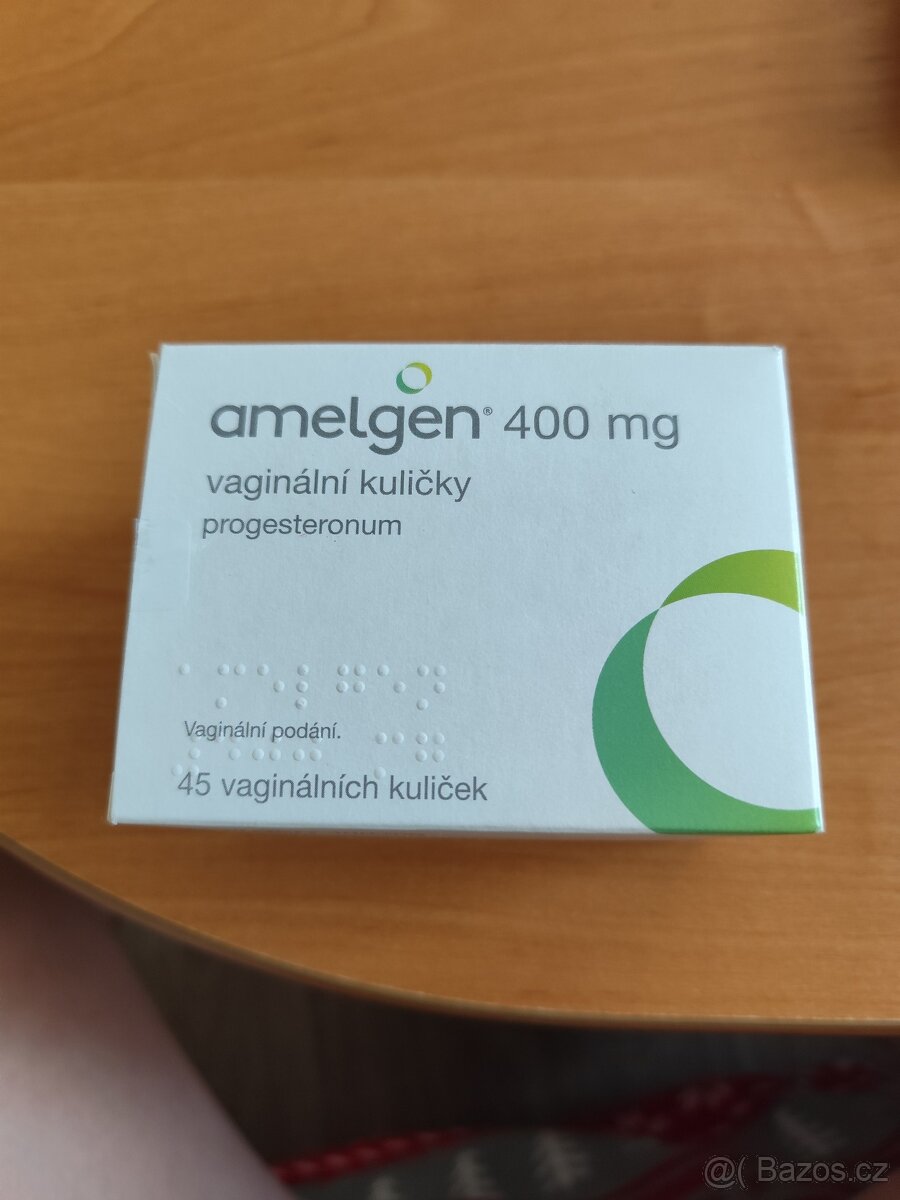 amelgen® 400 mg
vaginální kuličky
progesteronum
Vaginální podání.
45 vaginálních kuliček
@( Bazos.cz